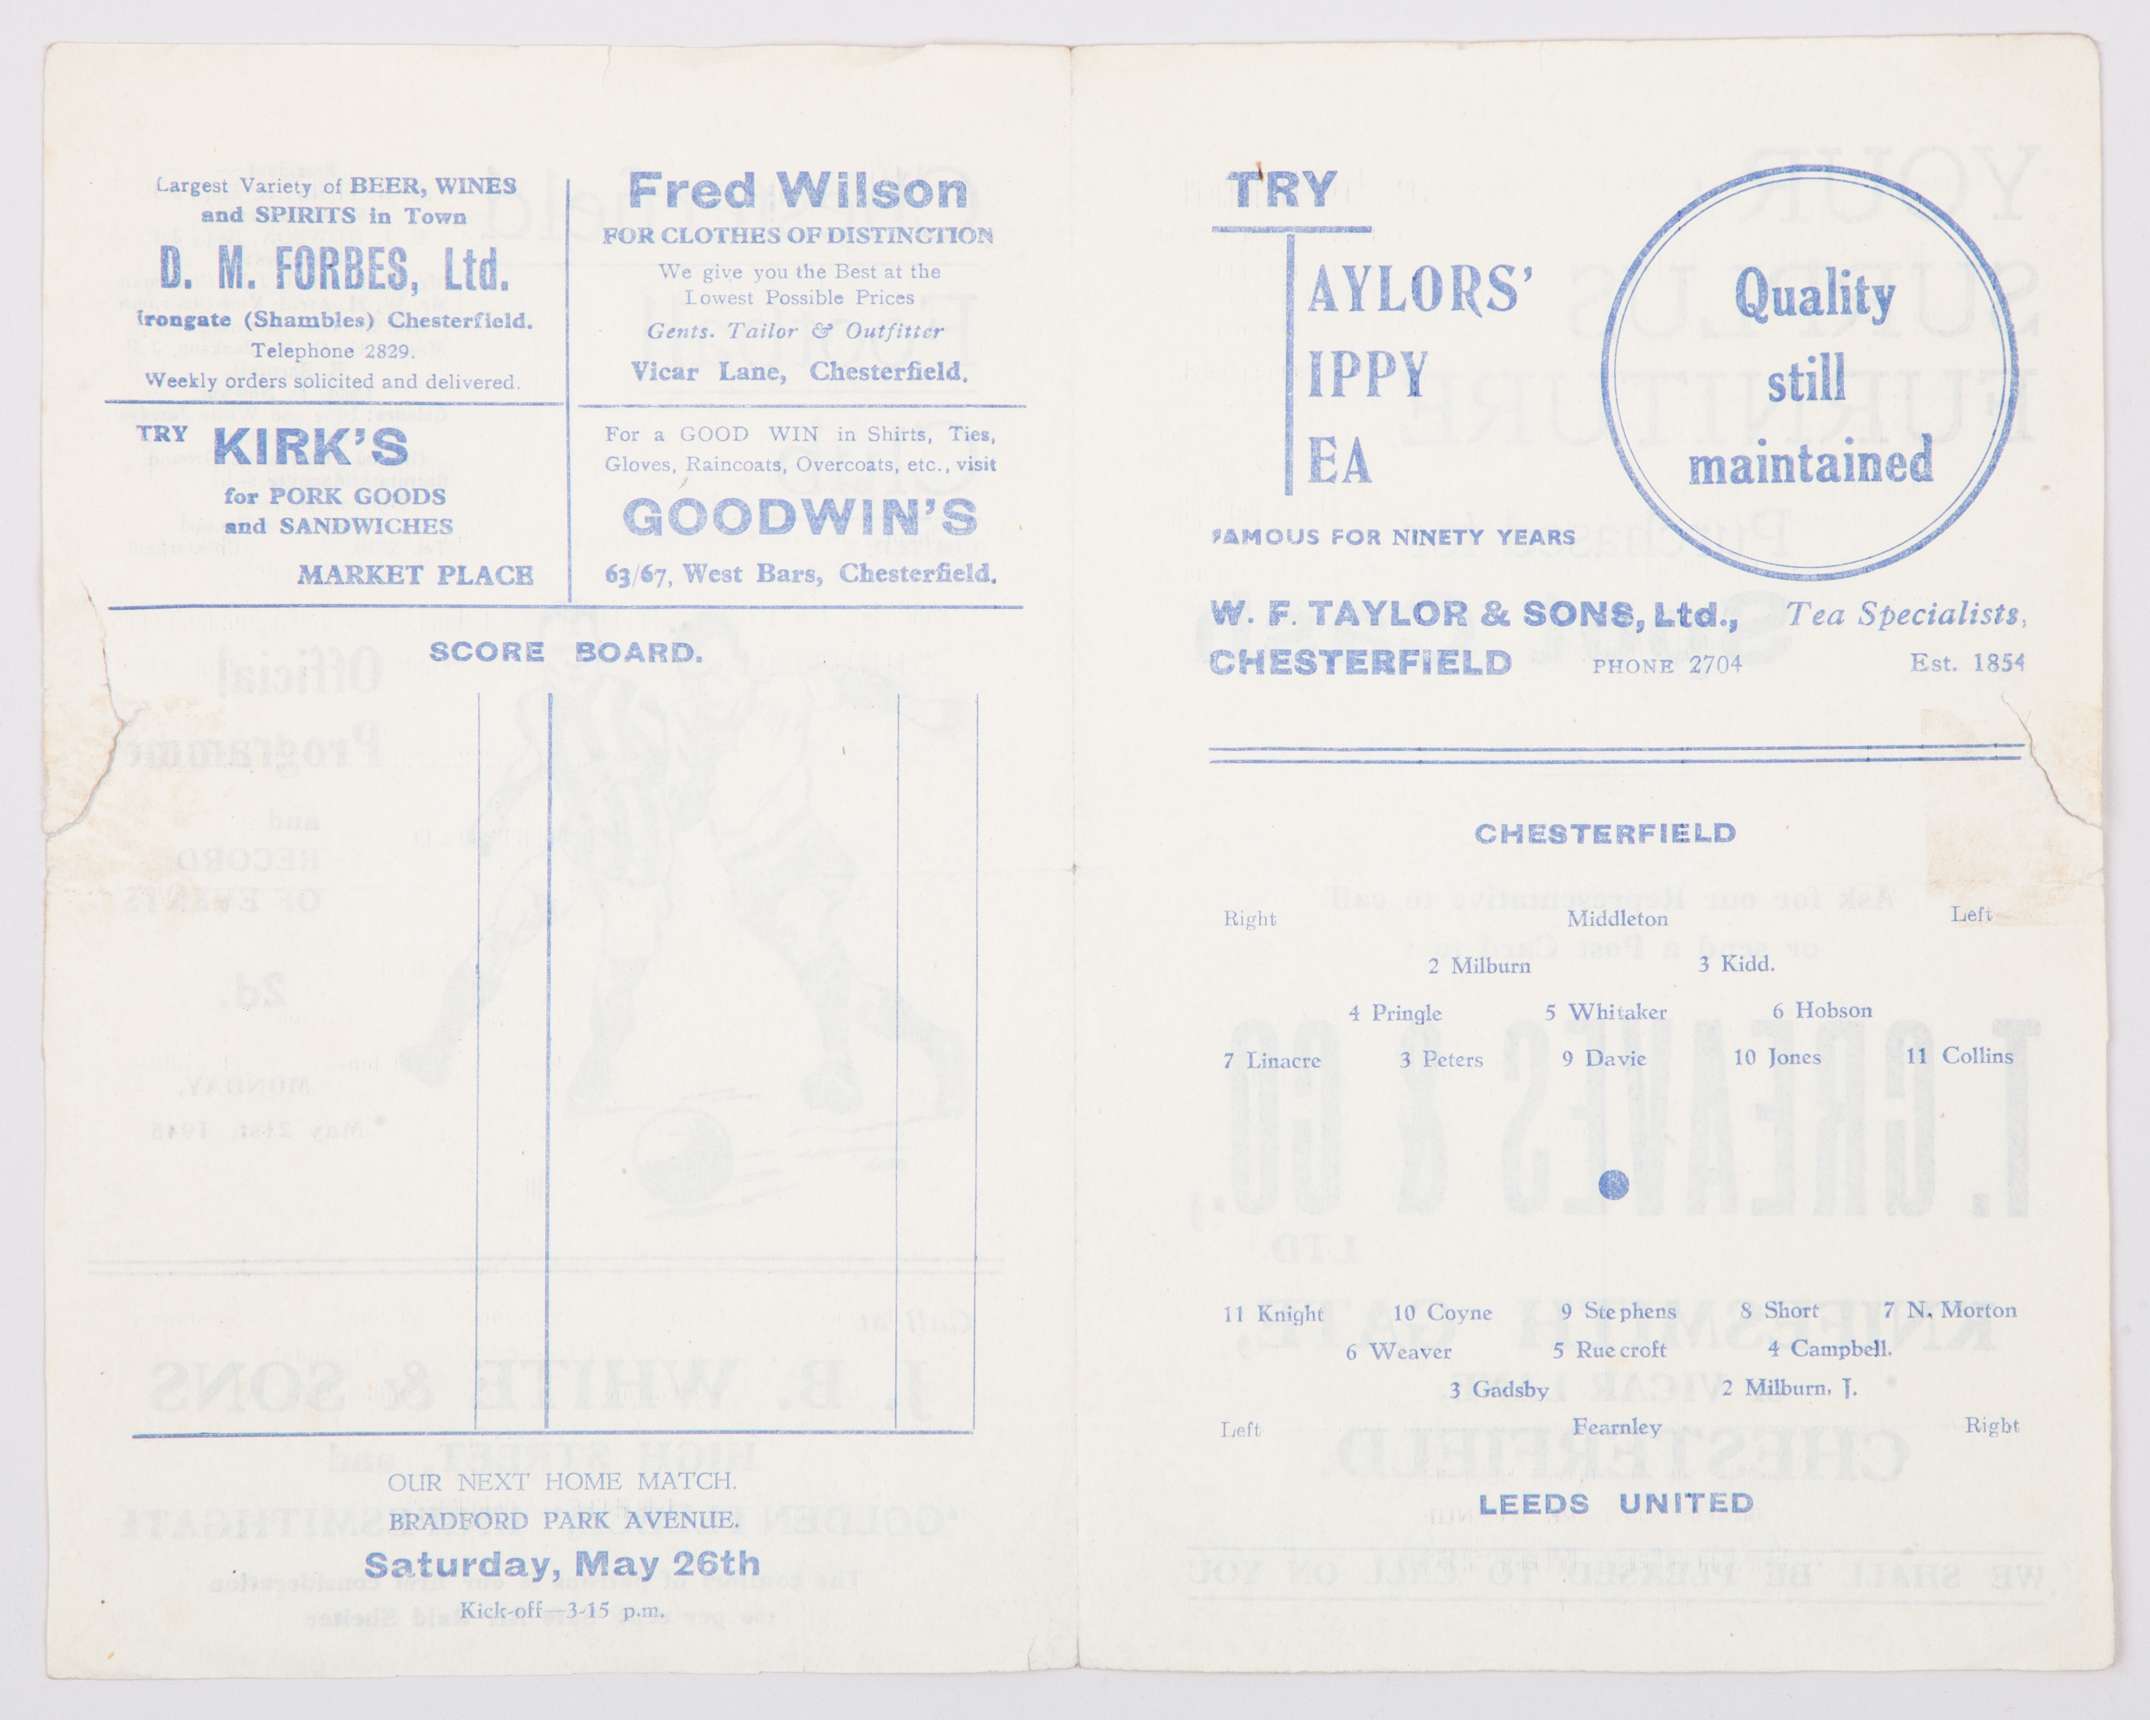 Largest Variety of BEER, WINES
and SPIRITS in Town
D. M. FORBES, Ltd.
Irongate (Shambles) Chesterfield.
Telephone 2829.
Weekly orders solicited and delivered.
Fred Wilson
FOR CLOTHES OF DISTINCTION
We give you the Best at the
Lowest Possible Prices
Gents. Tailor & Outfitter
Vicar Lane, Chesterfield.
TRY KIRK'S
for PORK GOODS
and SANDWICHES
MARKET PLACE
For a GOOD WIN in Shirts, Ties,
Gloves, Raincoats, Overcoats, etc., visit
GOODWIN'S
63/67, West Bars, Chesterfield.
SCORE BOARD.
OUR NEXT HOME MATCH.
BRADFORD PARK AVENUE.
Saturday, May 26th
Kick-off—3-15 p.m.
TRY
TAYLORS'
TIPPY
TEA
Quality
still
maintained
FAMOUS FOR NINETY YEARS
W. F. TAYLOR & SONS, Ltd., Tea Specialists,
CHESTERFIELD PHONE 2704 Est. 1854
CHESTERFIELD
Right Middleton Left
2 Milburn 3 Kidd.
4 Pringle 5 Whitaker 6 Hobson
7 Linacre 3 Peters 9 Davie 10 Jones 11 Collins
11 Knight 10 Coyne 9 Stephens 8 Short 7 N. Morton
6 Weaver 5 Ruecroft 4 Campbell.
3 Gadsby 2 Milburn, J.
Left Fearnley Right
LEEDS UNITED